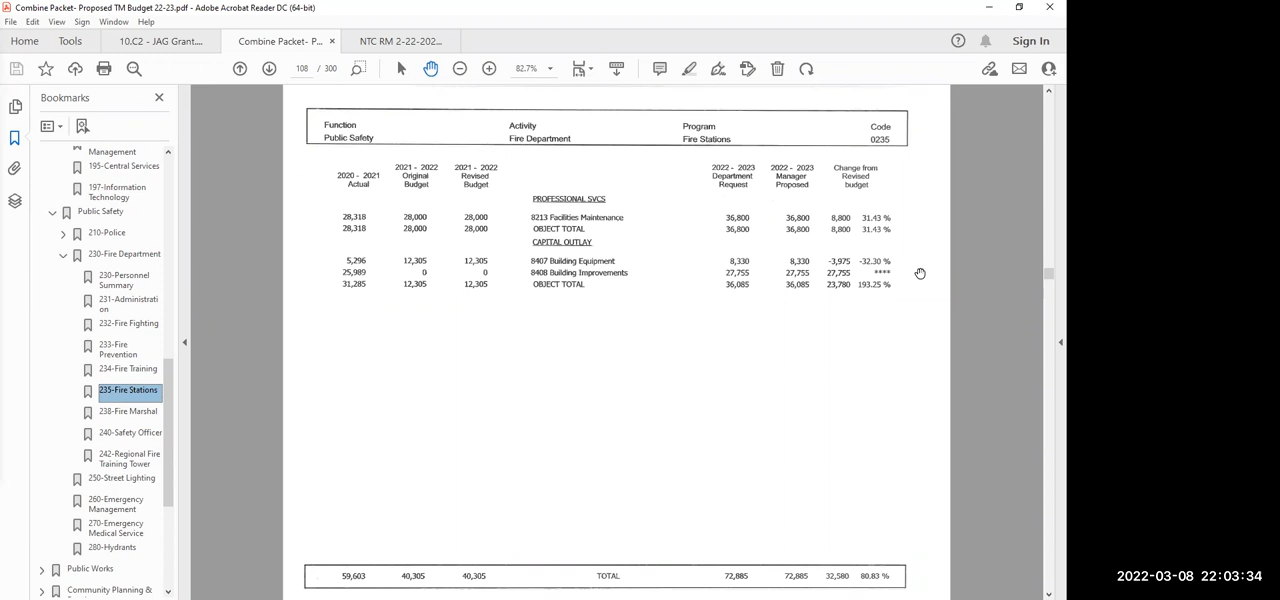 Combine Packet- Proposed TM Budget 22-23.pdf - Adobe Acrobat Reader DC (64-bit)
File Edit View Sign Window Help
Home Tools 10.C2 - JAG Grant.... Combine Packet- P... × NTC RM 2-22-202... Sign In
108 / 300 82.7%
Bookmarks
Management
195-Central Services
197-Information
Technology
Public Safety
210-Police
230-Fire Department
230-Personnel
Summary
231-Administrati
on
232-Fire Fighting
233-Fire
Prevention
234-Fire Training
235-Fire Stations
238-Fire Marshal
240-Safety Officer
242-Regional Fire
Training Tower
250-Street Lighting
260-Emergency
Management
270-Emergency
Medical Service
280-Hydrants
Public Works
Community Planning &
Function Activity Program Code
Public Safety Fire Department Fire Stations 0235
2020 - 2021 Actual
2021 - 2022 Original Budget
2021 - 2022 Revised Budget
2022 - 2023 Department Request
2022 - 2023 Manager Proposed
Change from Revised budget
PROFESSIONAL SVCS
28,318 28,000 28,000 8213 Facilities Maintenance 36,800 36,800 8,800 31.43 %
28,318 28,000 28,000 OBJECT TOTAL 36,800 36,800 8,800 31.43 %
CAPITAL OUTLAY
5,296 12,305 12,305 8407 Building Equipment 8,330 8,330 -3,975 -32.30 %
25,989 0 0 8408 Building Improvements 27,755 27,755 27,755 ****
31,285 12,305 12,305 OBJECT TOTAL 36,085 36,085 23,780 193.25 %
59,603 40,305 40,305 TOTAL 72,885 72,885 32,580 80.83 %
2022-03-08 22:03:34